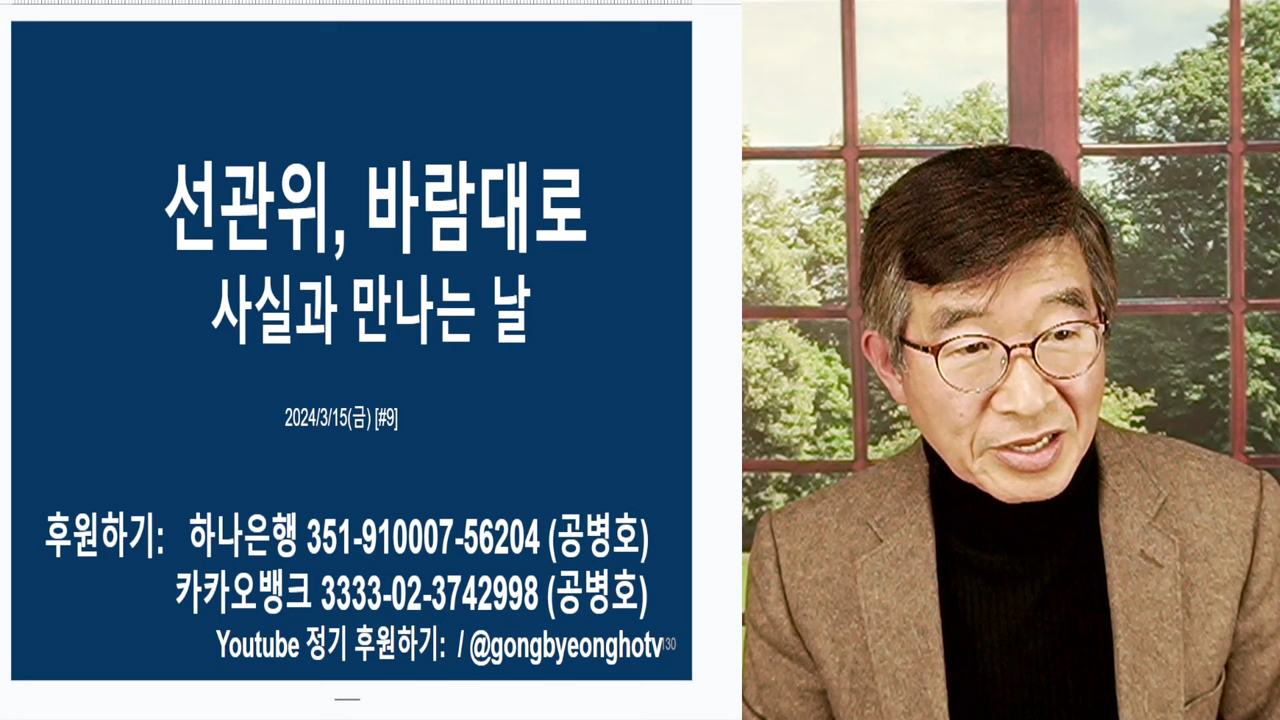 선관위, 바람대로
사실과 만나는 날
2024/3/15(금) [#9]
후원하기: 하나은행 351-910007-56204 (공병호)
카카오뱅크 3333-02-3742998 (공병호)
Youtube 정기 후원하기: / @gongbyeonghotv
130